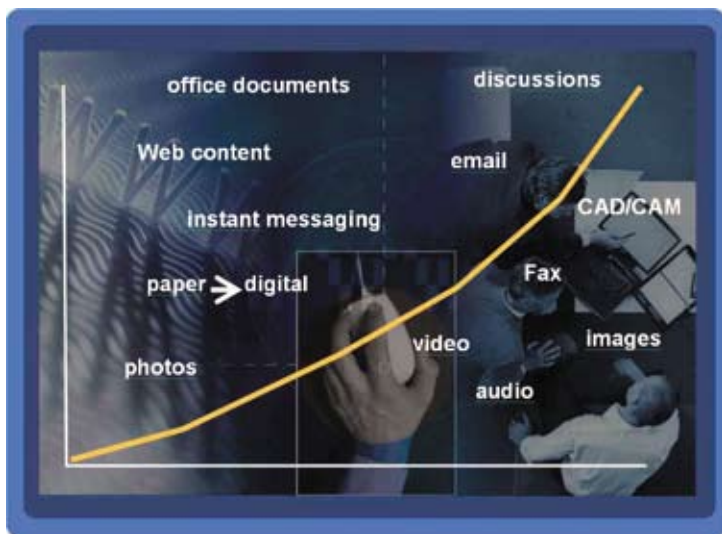 office documents
discussions
Web content
email
CAD/CAM
instant messaging
paper digital
Fax
video
images
photos
audio